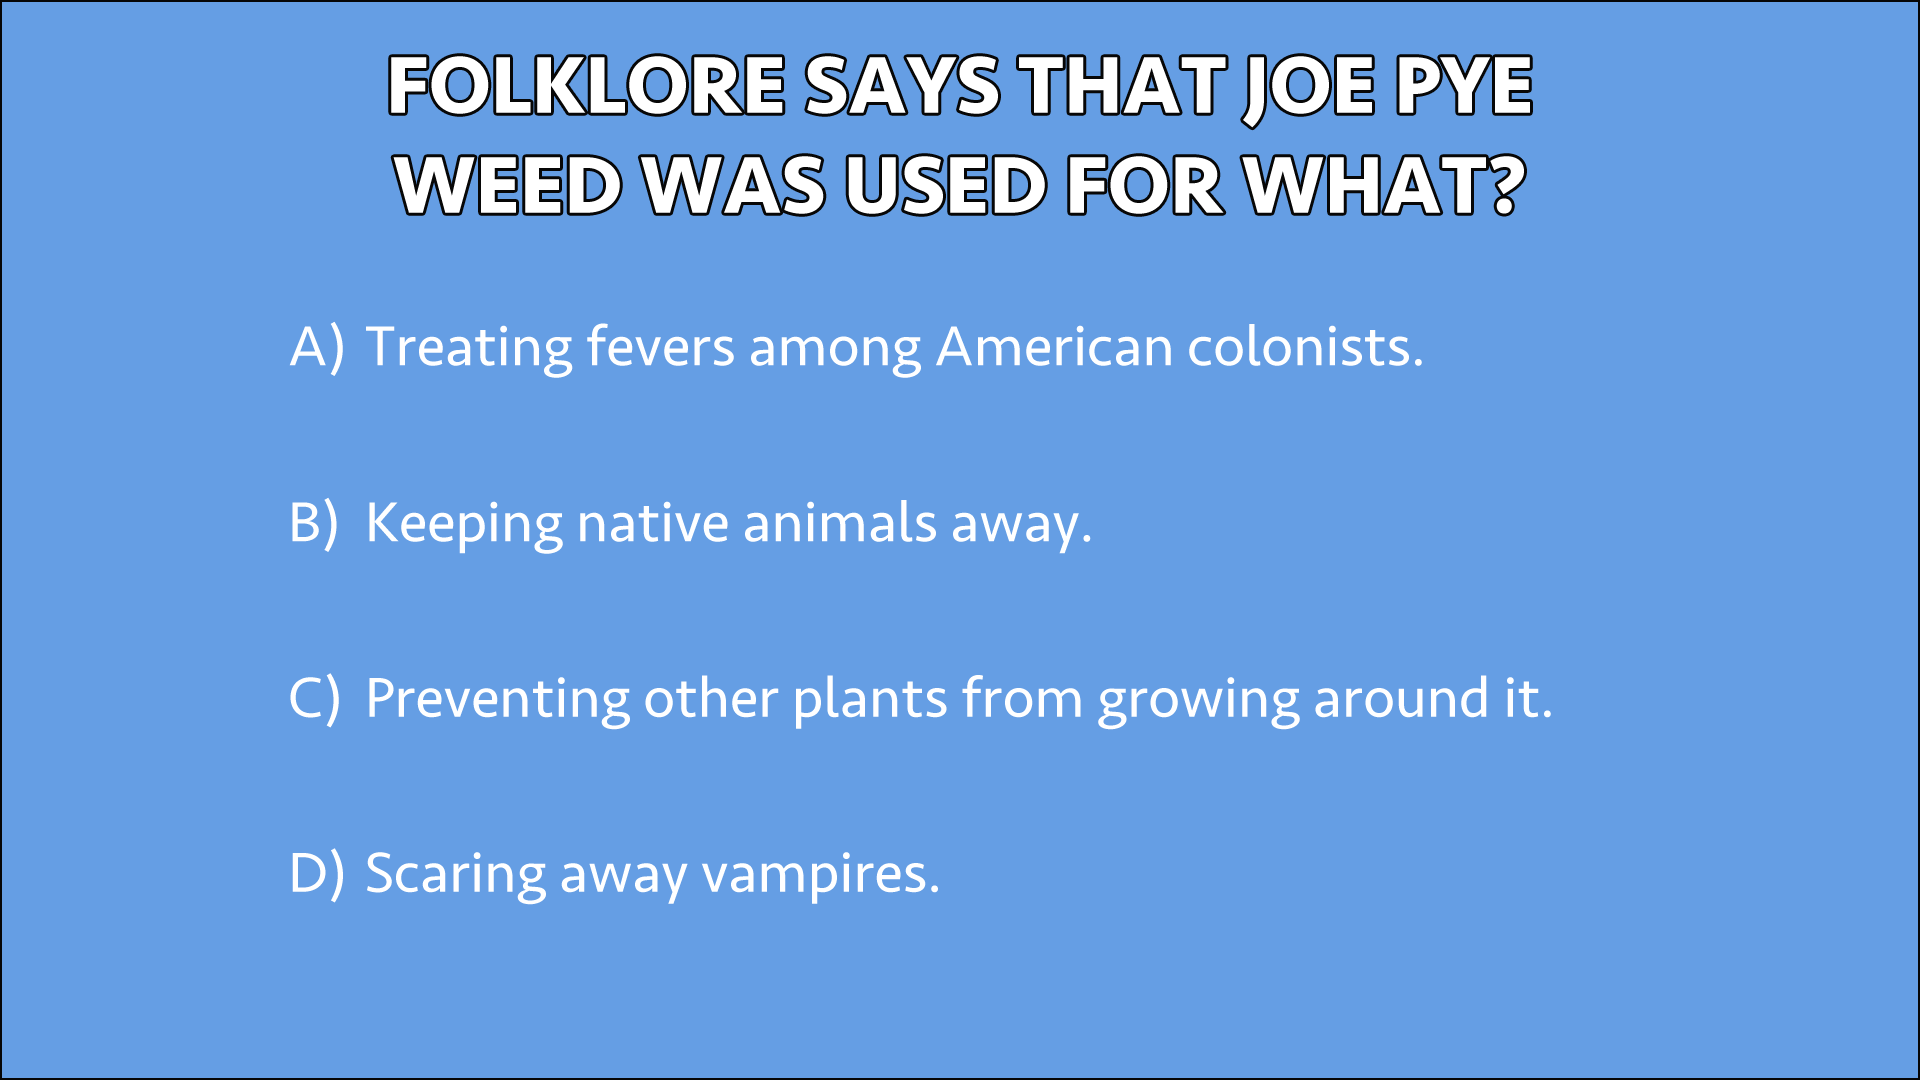 FOLKLORE SAYS THAT JOE PYE
WEED WAS USED FOR WHAT?
A) Treating fevers among American colonists.
B) Keeping native animals away.
C) Preventing other plants from growing around it.
D) Scaring away vampires.